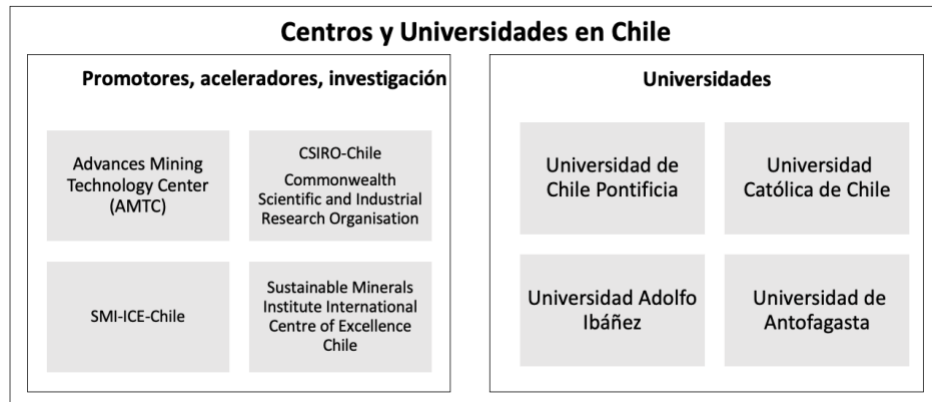 Centros y Universidades en Chile
Promotores, aceleradores, investigación
Advances Mining
Technology Center
(AMTC)
CSIRO-Chile
Commonwealth
Scientific and Industrial
Research Organisation
SMI-ICE-Chile
Sustainable Minerals
Institute International
Centre of Excellence
Chile
Universidades
Universidad de
Chile Pontificia
Universidad
Católica de Chile
Universidad Adolfo
Ibáñez
Universidad de
Antofagasta